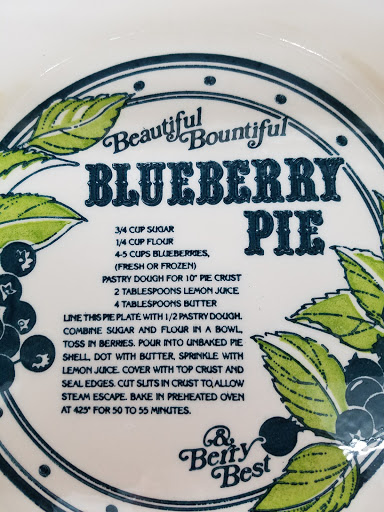 Beautiful
Bountiful
BLUEBERRY
PIE
3/4 CUP SUGAR
1/4 CUP FLOUR
4-5 CUPS BLUEBERRIES,
(FRESH OR FROZEN)
PASTRY DOUGH FOR 10" PIE CRUST
2 TABLESPOONS LEMON JUICE
4 TABLESPOONS BUTTER
LINE THIS PIE PLATE WITH 1/2 PASTRY DOUGH.
COMBINE SUGAR AND FLOUR IN A BOWL,
TOSS IN BERRIES. POUR INTO UNBAKED PIE
SHELL, DOT WITH BUTTER, SPRINKLE WITH
LEMON JUICE. COVER WITH TOP CRUST AND
SEAL EDGES. CUT SLITS IN CRUST TO ALLOW
STEAM ESCAPE. BAKE IN PREHEATED OVEN
AT 425° FOR 50 TO 55 MINUTES.
&
Berry
Best